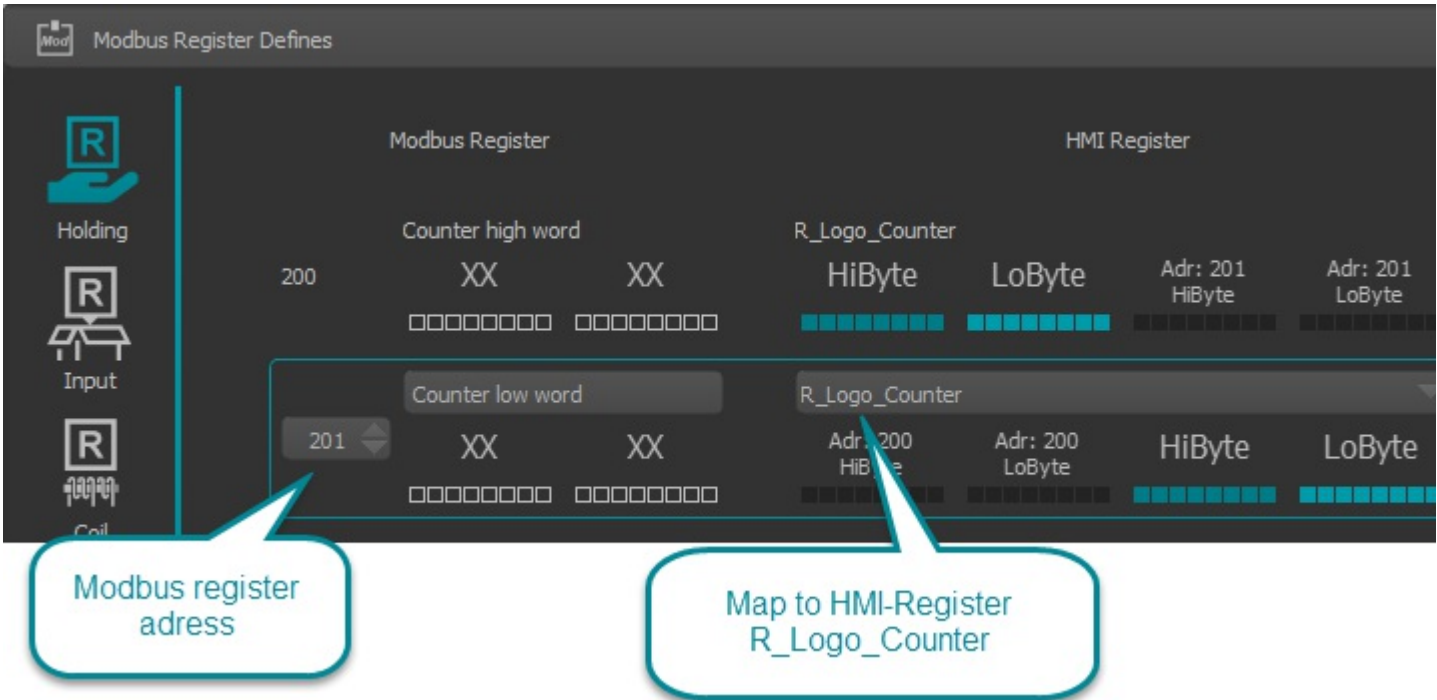 Mod Modbus Register Defines
Modbus Register HMI Register
R
Holding
Counter high word R_Logo_Counter
200 XX XX HiByte LoByte Adr: 201 HiByte Adr: 201 LoByte
R
Input
Counter low word R_Logo_Counter
201 XX XX Adr: 200 HiByte Adr: 200 LoByte HiByte LoByte
R
Coil
Modbus register
adress
Map to HMI-Register
R_Logo_Counter